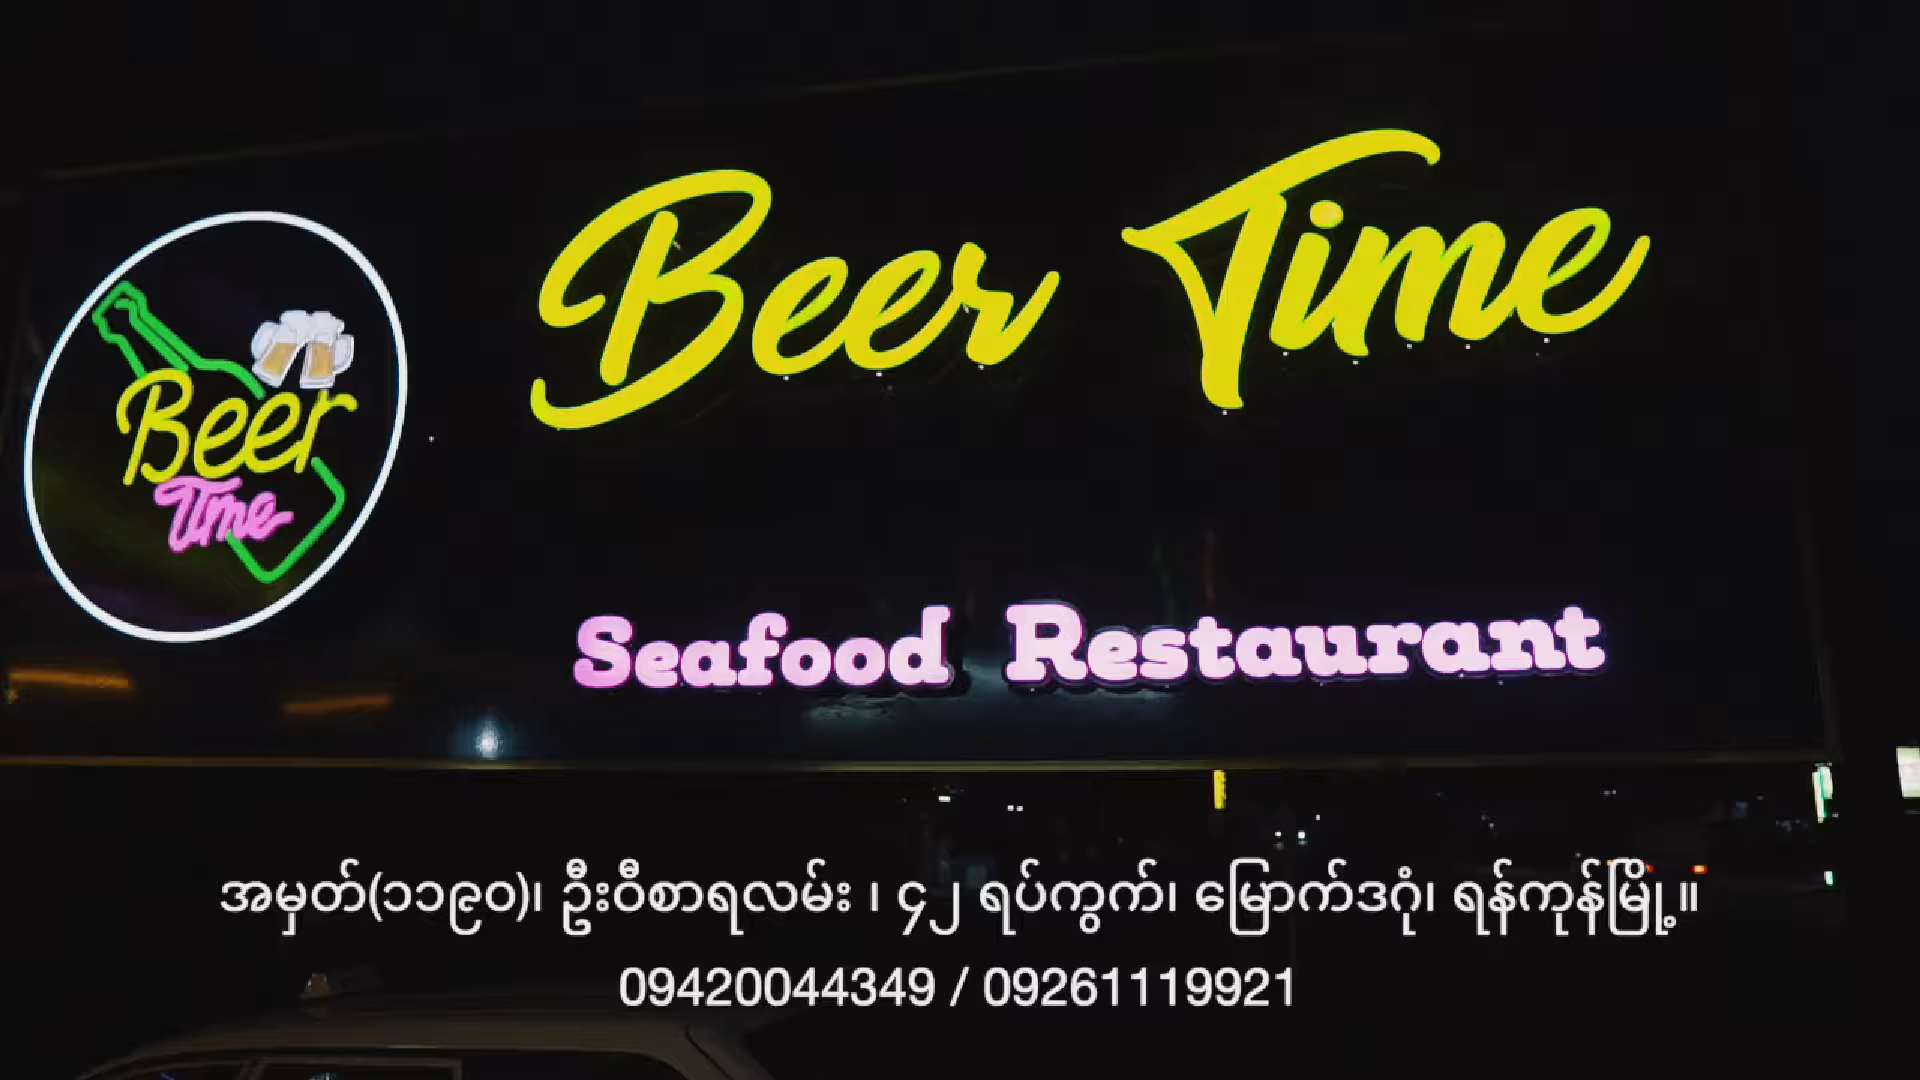 Beer Time
Beer
Time
Seafood Restaurant
အမှတ်(၁၁၉၀)၊ ဦးဝီစာရလမ်း ၊ ၄၂ ရပ်ကွက်၊ မြောက်ဒဂုံ၊ ရန်ကုန်မြို့။
09420044349 / 09261119921